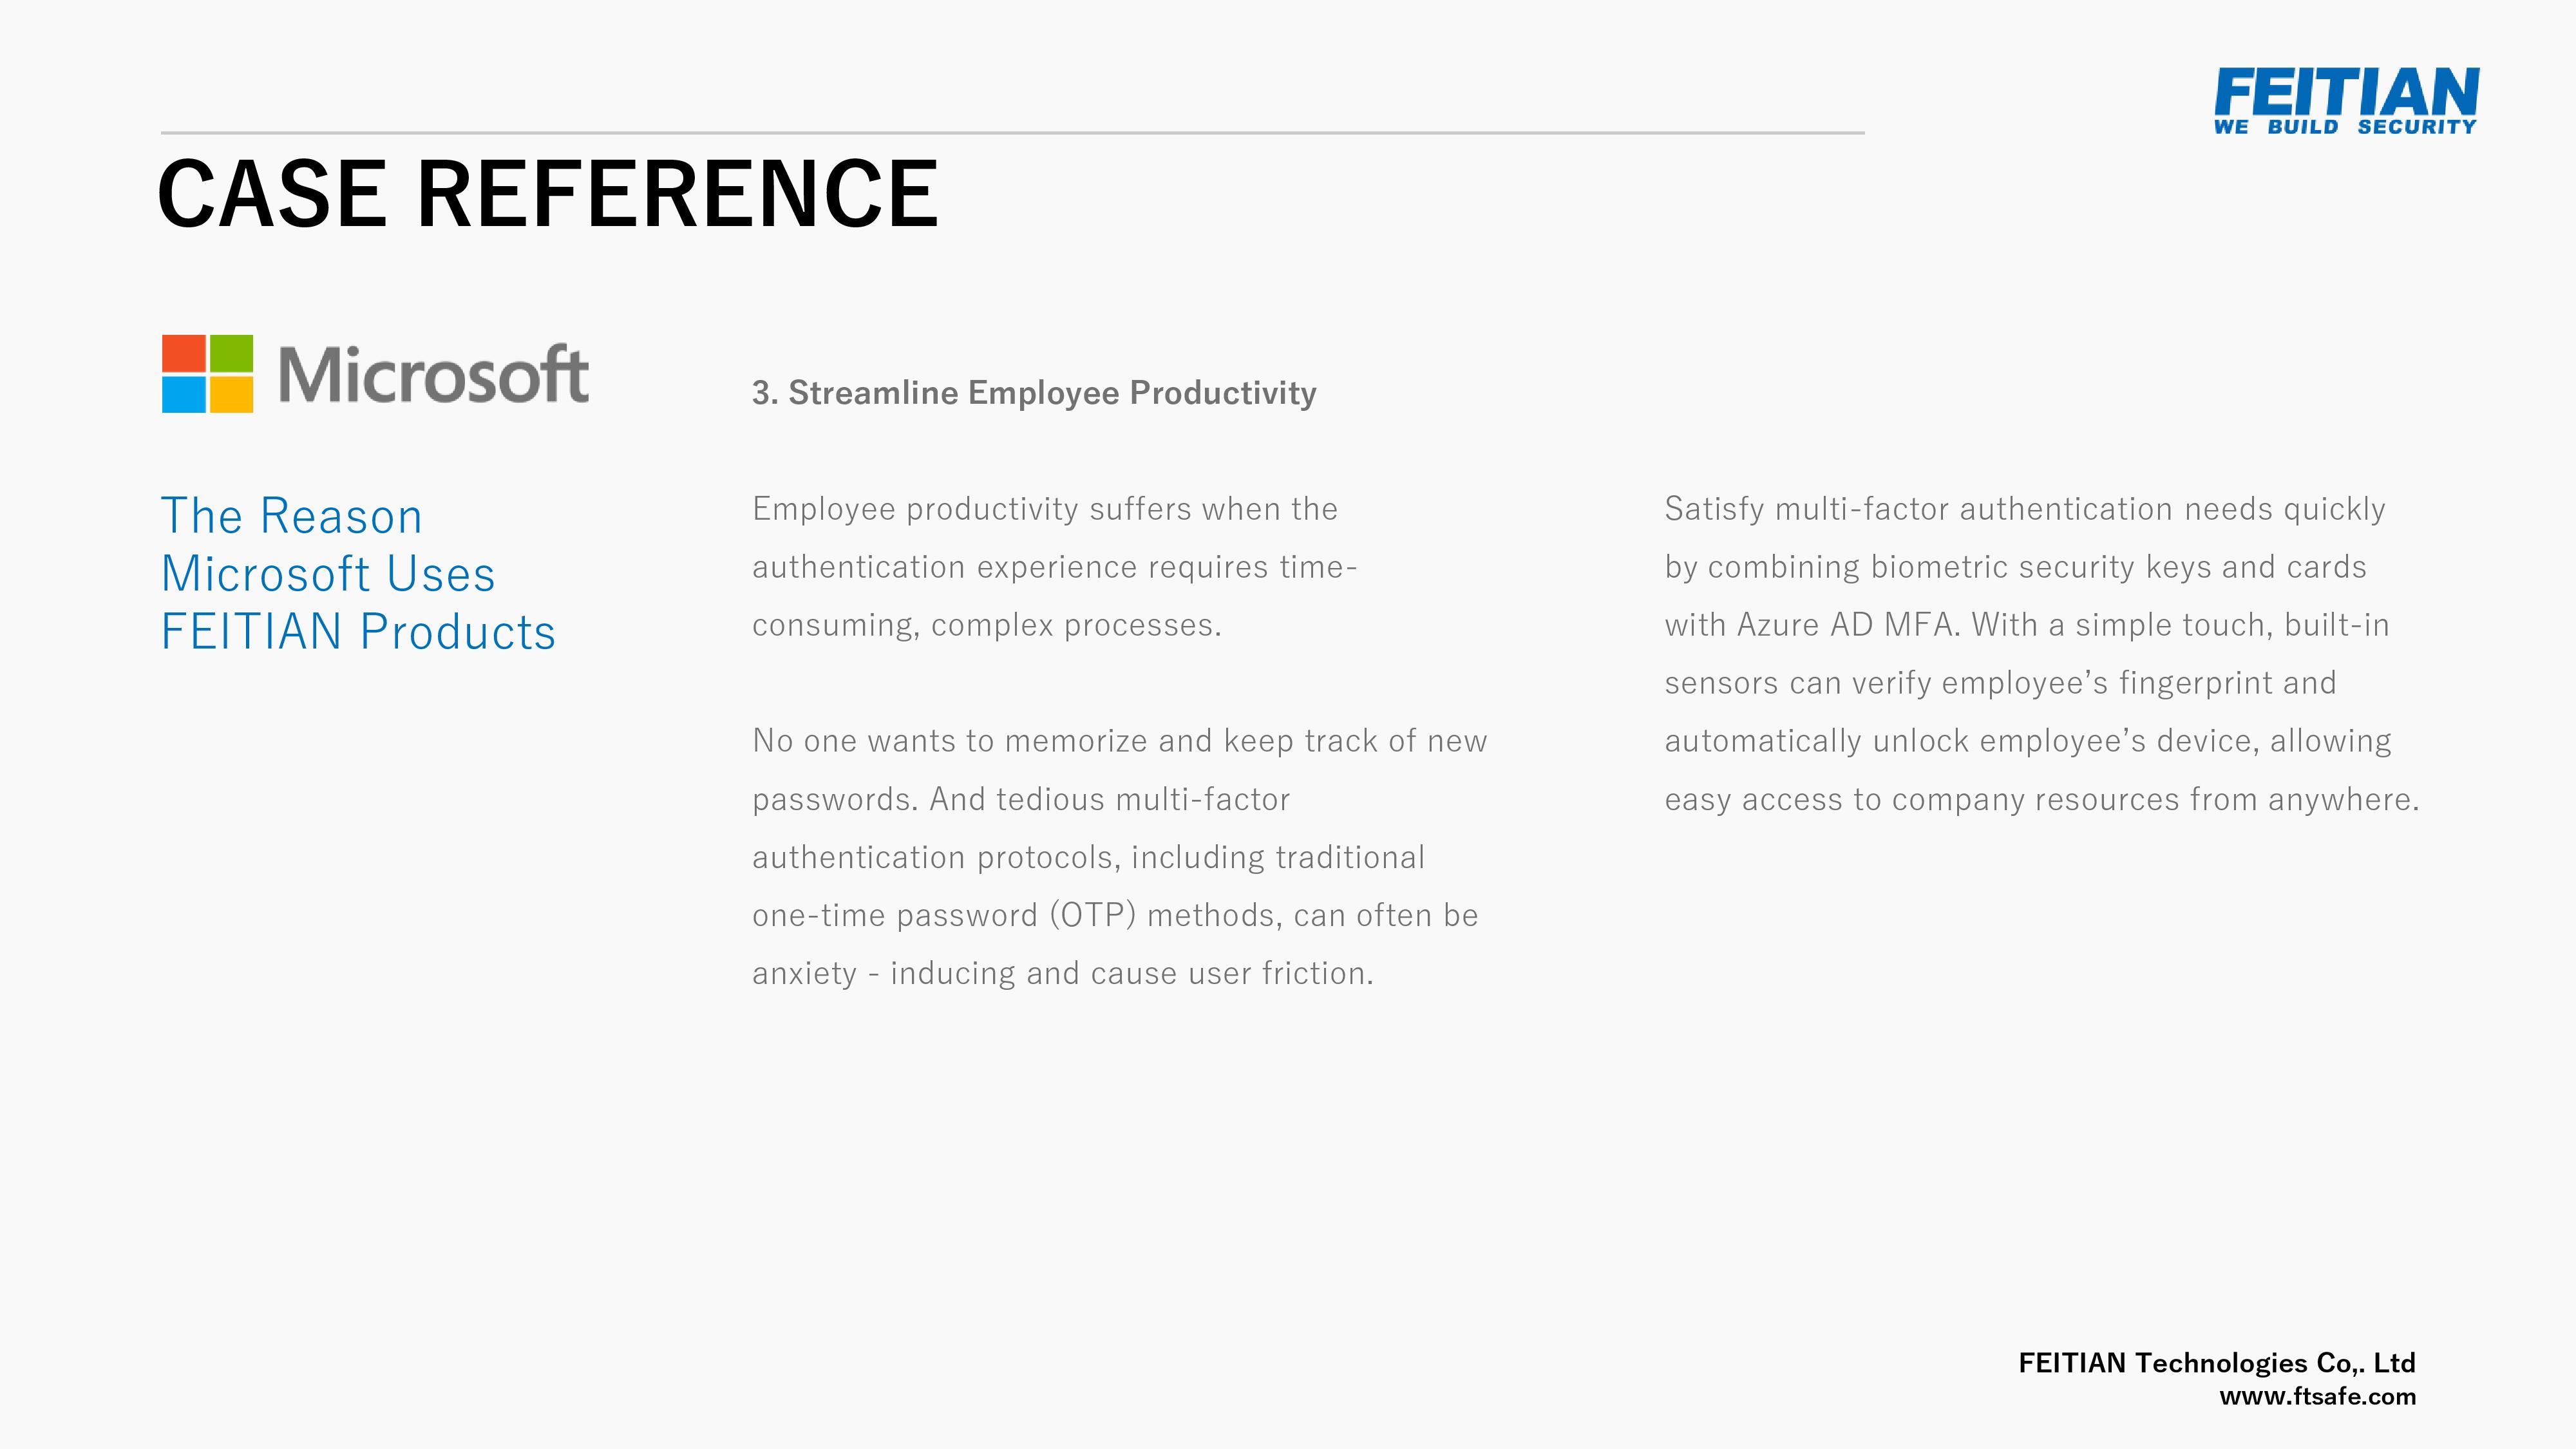 FEITIAN
WE BUILD SECURITY
CASE REFERENCE
Microsoft
The Reason
Microsoft Uses
FEITIAN Products
3. Streamline Employee Productivity
Employee productivity suffers when the
authentication experience requires time-
consuming, complex processes.
No one wants to memorize and keep track of new
passwords. And tedious multi-factor
authentication protocols, including traditional
one-time password (OTP) methods, can often be
anxiety - inducing and cause user friction.
Satisfy multi-factor authentication needs quickly
by combining biometric security keys and cards
with Azure AD MFA. With a simple touch, built-in
sensors can verify employee’s fingerprint and
automatically unlock employee’s device, allowing
easy access to company resources from anywhere.
FEITIAN Technologies Co,. Ltd
www.ftsafe.com